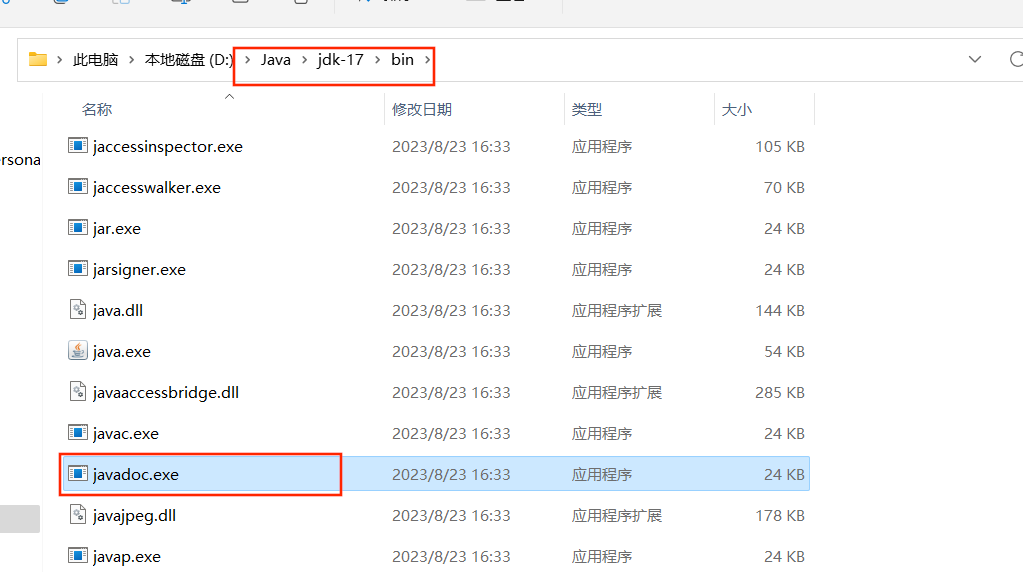 此电脑 > 本地磁盘 (D:) > Java > jdk-17 > bin >
名称 修改日期 类型 大小
ersona
jaccessinspector.exe 2023/8/23 16:33 应用程序 105 KB
jaccesswalker.exe 2023/8/23 16:33 应用程序 70 KB
jar.exe 2023/8/23 16:33 应用程序 24 KB
jarsigner.exe 2023/8/23 16:33 应用程序 24 KB
java.dll 2023/8/23 16:33 应用程序扩展 144 KB
java.exe 2023/8/23 16:33 应用程序 54 KB
javaaccessbridge.dll 2023/8/23 16:33 应用程序扩展 285 KB
javac.exe 2023/8/23 16:33 应用程序 24 KB
javadoc.exe 2023/8/23 16:33 应用程序 24 KB
javajpeg.dll 2023/8/23 16:33 应用程序扩展 178 KB
javap.exe 2023/8/23 16:33 应用程序 24 KB